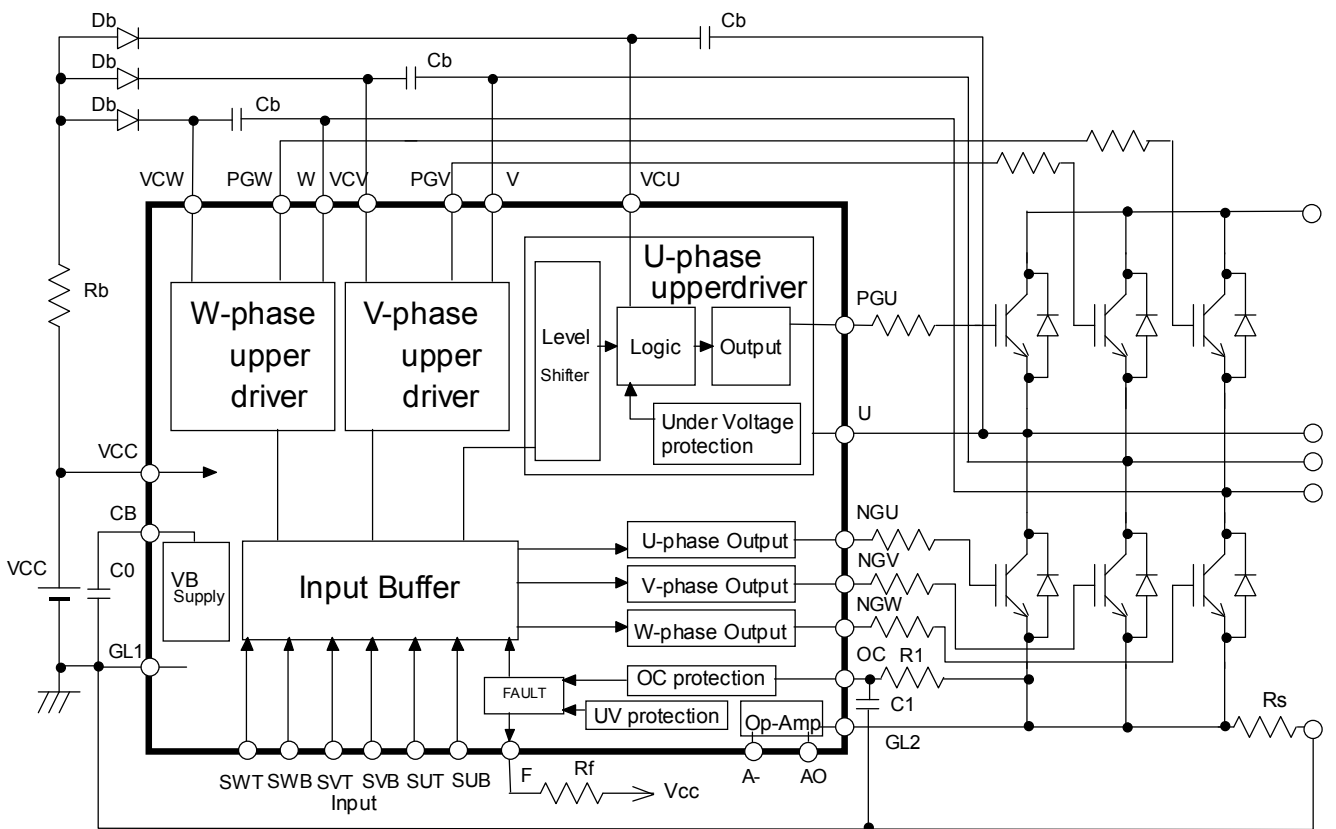 Db
Cb
Db
Cb
Db
Cb
VCW
PGW
W
VCV
PGV
V
VCU
Rb
W-phase
upper
driver
V-phase
upper
driver
U-phase
upperdriver
Level
Shifter
Logic
Output
Under Voltage
protection
PGU
U
VCC
CB
VCC
C0
VB
Supply
GL1
Input Buffer
U-phase Output
V-phase Output
W-phase Output
NGU
NGV
NGW
OC
R1
OC protection
FAULT
UV protection
C1
Op-Amp
GL2
Rs
SWT
SWB
SVT
SVB
SUT
SUB
Input
F
Rf
Vcc
A-
AO